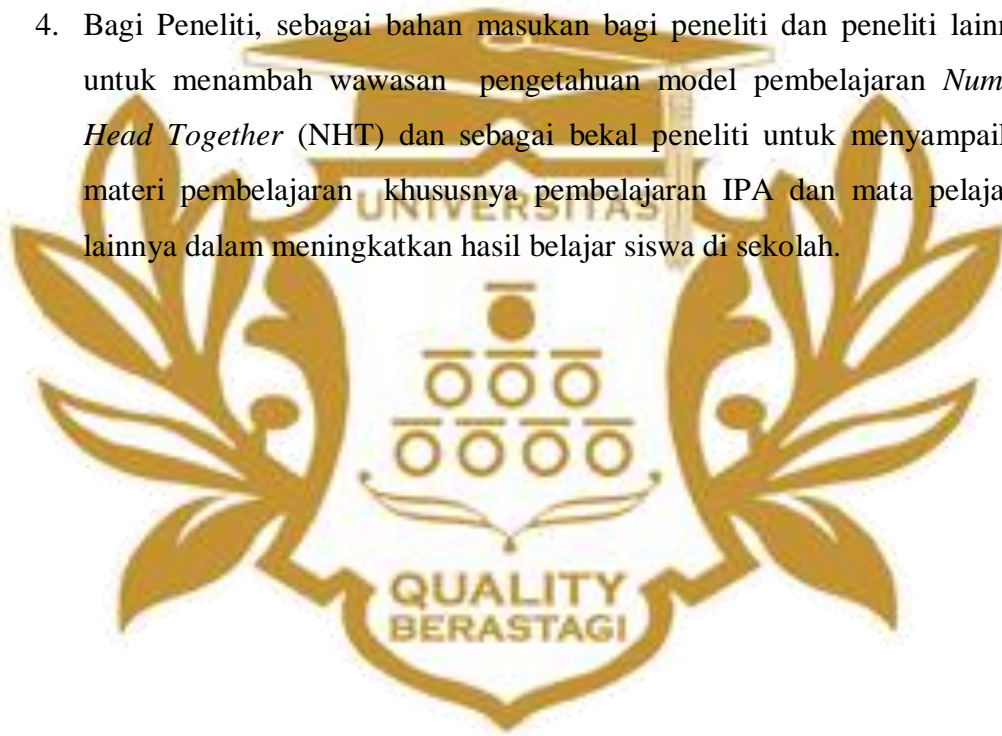 4. Bagi Peneliti, sebagai bahan masukan bagi peneliti dan peneliti lain
untuk menambah wawasan pengetahuan model pembelajaran Num
Head Together (NHT) dan sebagai bekal peneliti untuk menyampai
materi pembelajaran khususnya pembelajaran IPA dan mata pelaja
lainnya dalam meningkatkan hasil belajar siswa di sekolah.
UNIVERSITAS
QUALITY
BERASTAGI